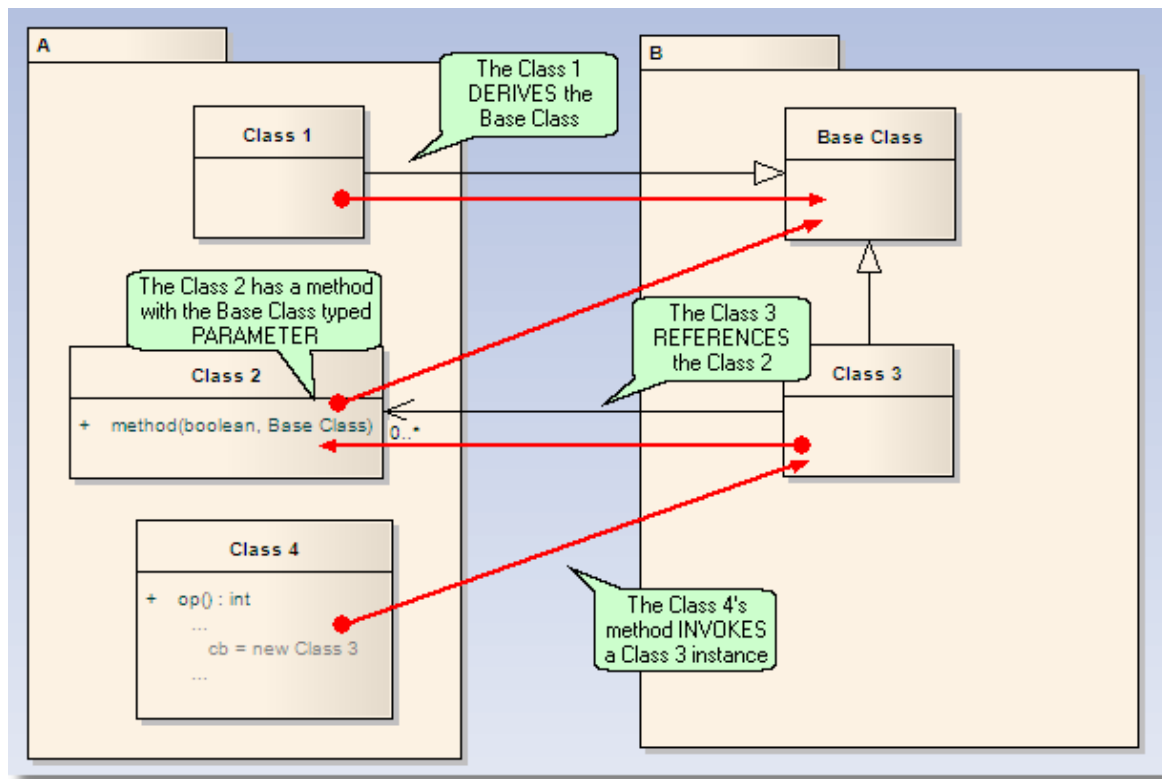 A
The Class 1
DERIVES the
Base Class
B
Class 1
Base Class
The Class 2 has a method
with the Base Class typed
PARAMETER
The Class 3
REFERENCES
the Class 2
Class 2
+ method(boolean, Base Class)
0..*
Class 3
Class 4
+ op() : int
...
cb = new Class 3
...
The Class 4's
method INVOKES
a Class 3 instance